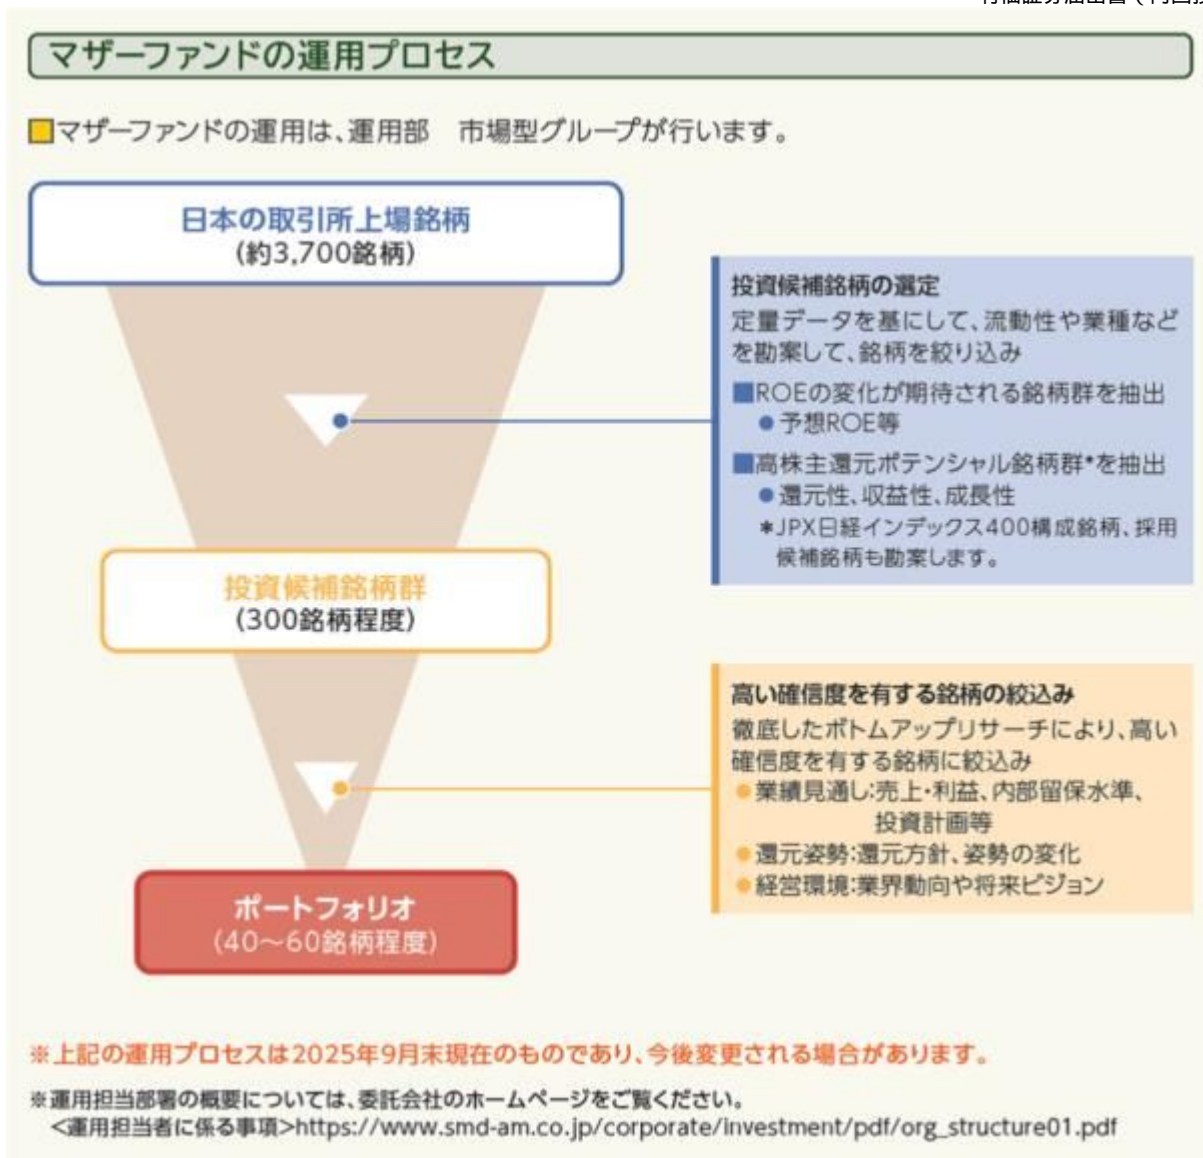 マザーファンドの運用プロセス
マザーファンドの運用は、運用部　市場型グループが行います。
日本の取引所上場銘柄
(約3,700銘柄)
投資候補銘柄の選定
定量データを基にして、流動性や業種など
を勘案して、銘柄を絞り込み
■ROEの変化が期待される銘柄群を抽出
●予想ROE等
■高株主還元ポテンシャル銘柄群*を抽出
●還元性、収益性、成長性
*JPX日経インデックス400構成銘柄、採用
候補銘柄も勘案します。
投資候補銘柄群
(300銘柄程度)
高い確信度を有する銘柄の絞込み
徹底したボトムアップリサーチにより、高い
確信度を有する銘柄に絞込み
●業績見通し:売上・利益、内部留保水準、
投資計画等
●還元姿勢:還元方針、姿勢の変化
●経営環境:業界動向や将来ビジョン
ポートフォリオ
(40～60銘柄程度)
※上記の運用プロセスは2025年9月末現在のものであり、今後変更される場合があります。
※運用担当部署の概要については、委託会社のホームページをご覧ください。
<運用担当者に係る事項>https://www.smd-am.co.jp/corporate/investment/pdf/org_structure01.pdf